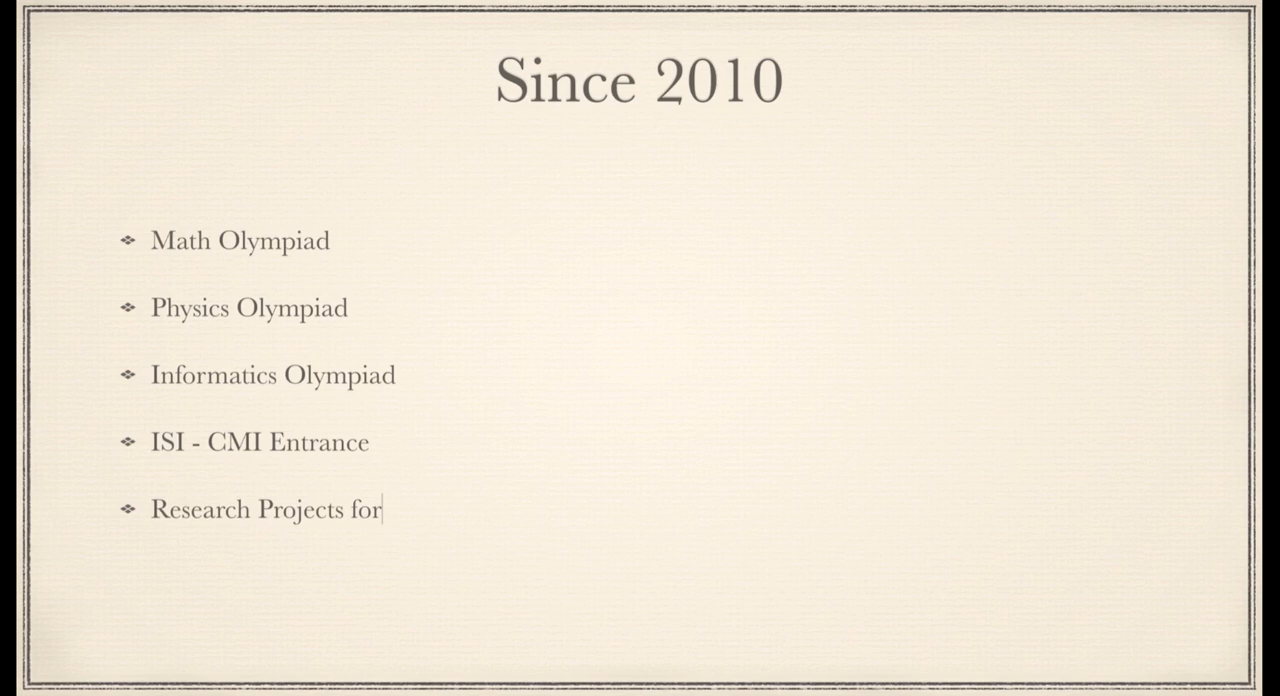 Since 2010
Math Olympiad
Physics Olympiad
Informatics Olympiad
ISI - CMI Entrance
Research Projects for